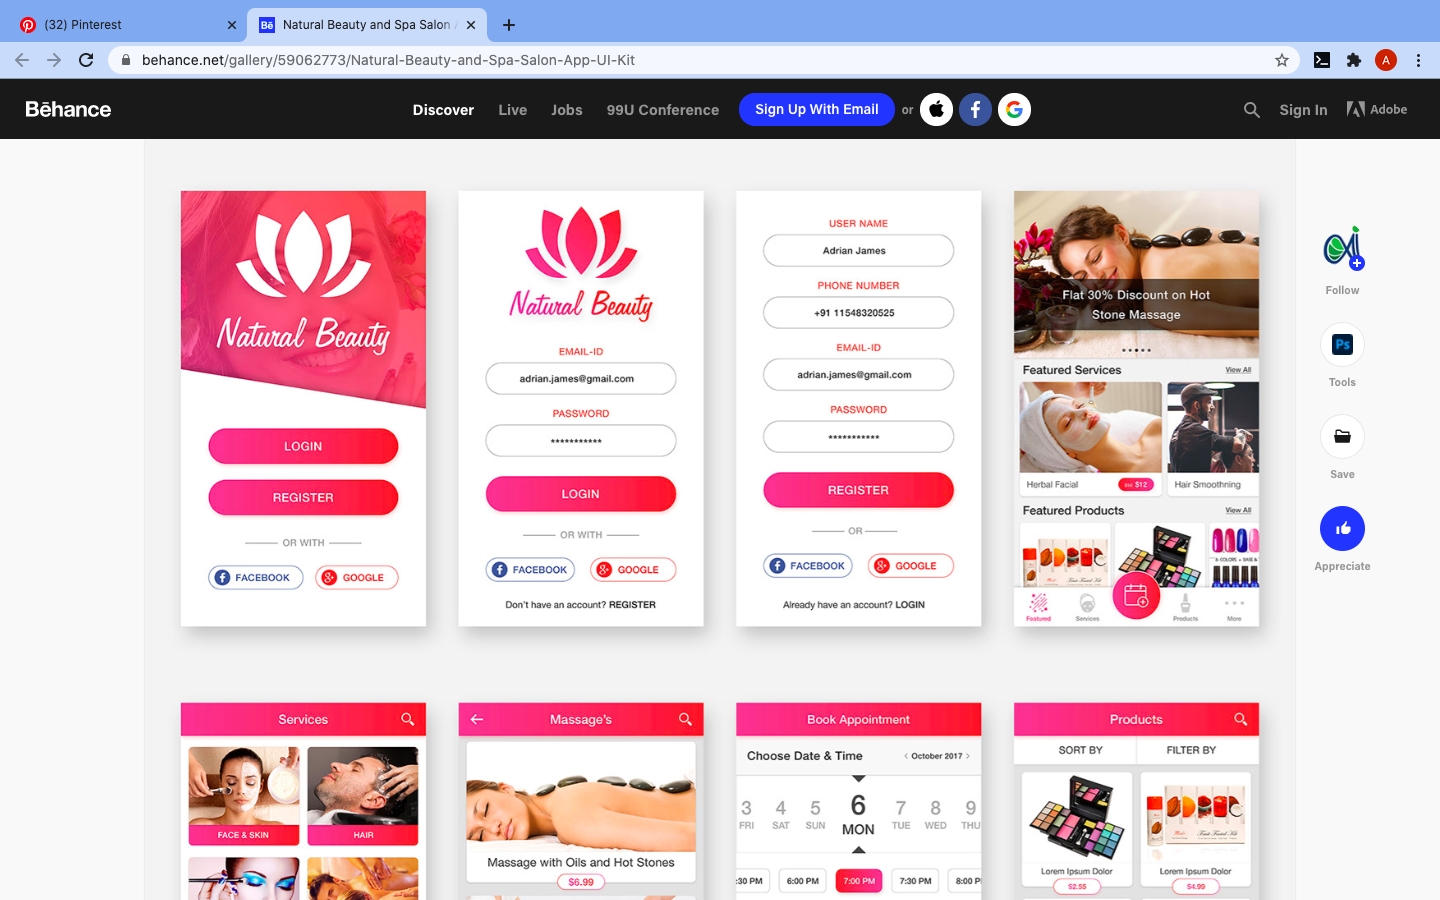 (32) Pinterest
Natural Beauty and Spa Salon
behance.net/gallery/59062773/Natural-Beauty-and-Spa-Salon-App-UI-Kit
A
Bēhance
Discover
Live
Jobs
99U Conference
Sign Up With Email
or
Sign In
Adobe
Natural Beauty
LOGIN
REGISTER
OR WITH
FACEBOOK
GOOGLE
Natural Beauty
EMAIL-ID
adrian.james@gmail.com
PASSWORD
***********
LOGIN
OR WITH
FACEBOOK
GOOGLE
Don't have an account? REGISTER
USER NAME
Adrian James
PHONE NUMBER
+91 11548320525
EMAIL-ID
adrian.james@gmail.com
PASSWORD
***********
REGISTER
OR
FACEBOOK
GOOGLE
Already have an account? LOGIN
Flat 30% Discount on Hot
Stone Massage
Featured Services
View All
Herbal Facial
$12
Hair Smoothning
Featured Products
View All
Featured
Services
Products
More
Follow
Ps
Tools
Save
Appreciate
Services
FACE & SKIN
HAIR
Massage's
Massage with Oils and Hot Stones
$6.99
Book Appointment
Choose Date & Time
October 2017
3 4 5 6 7 8 9
FRI SAT SUN MON TUE WED THU
:30 PM
6:00 PM
7:00 PM
7:30 PM
8:00 P
Products
SORT BY
FILTER BY
Lorem Ipsum Dolor
$2.55
Lorem Ipsum Dolor
$4.99